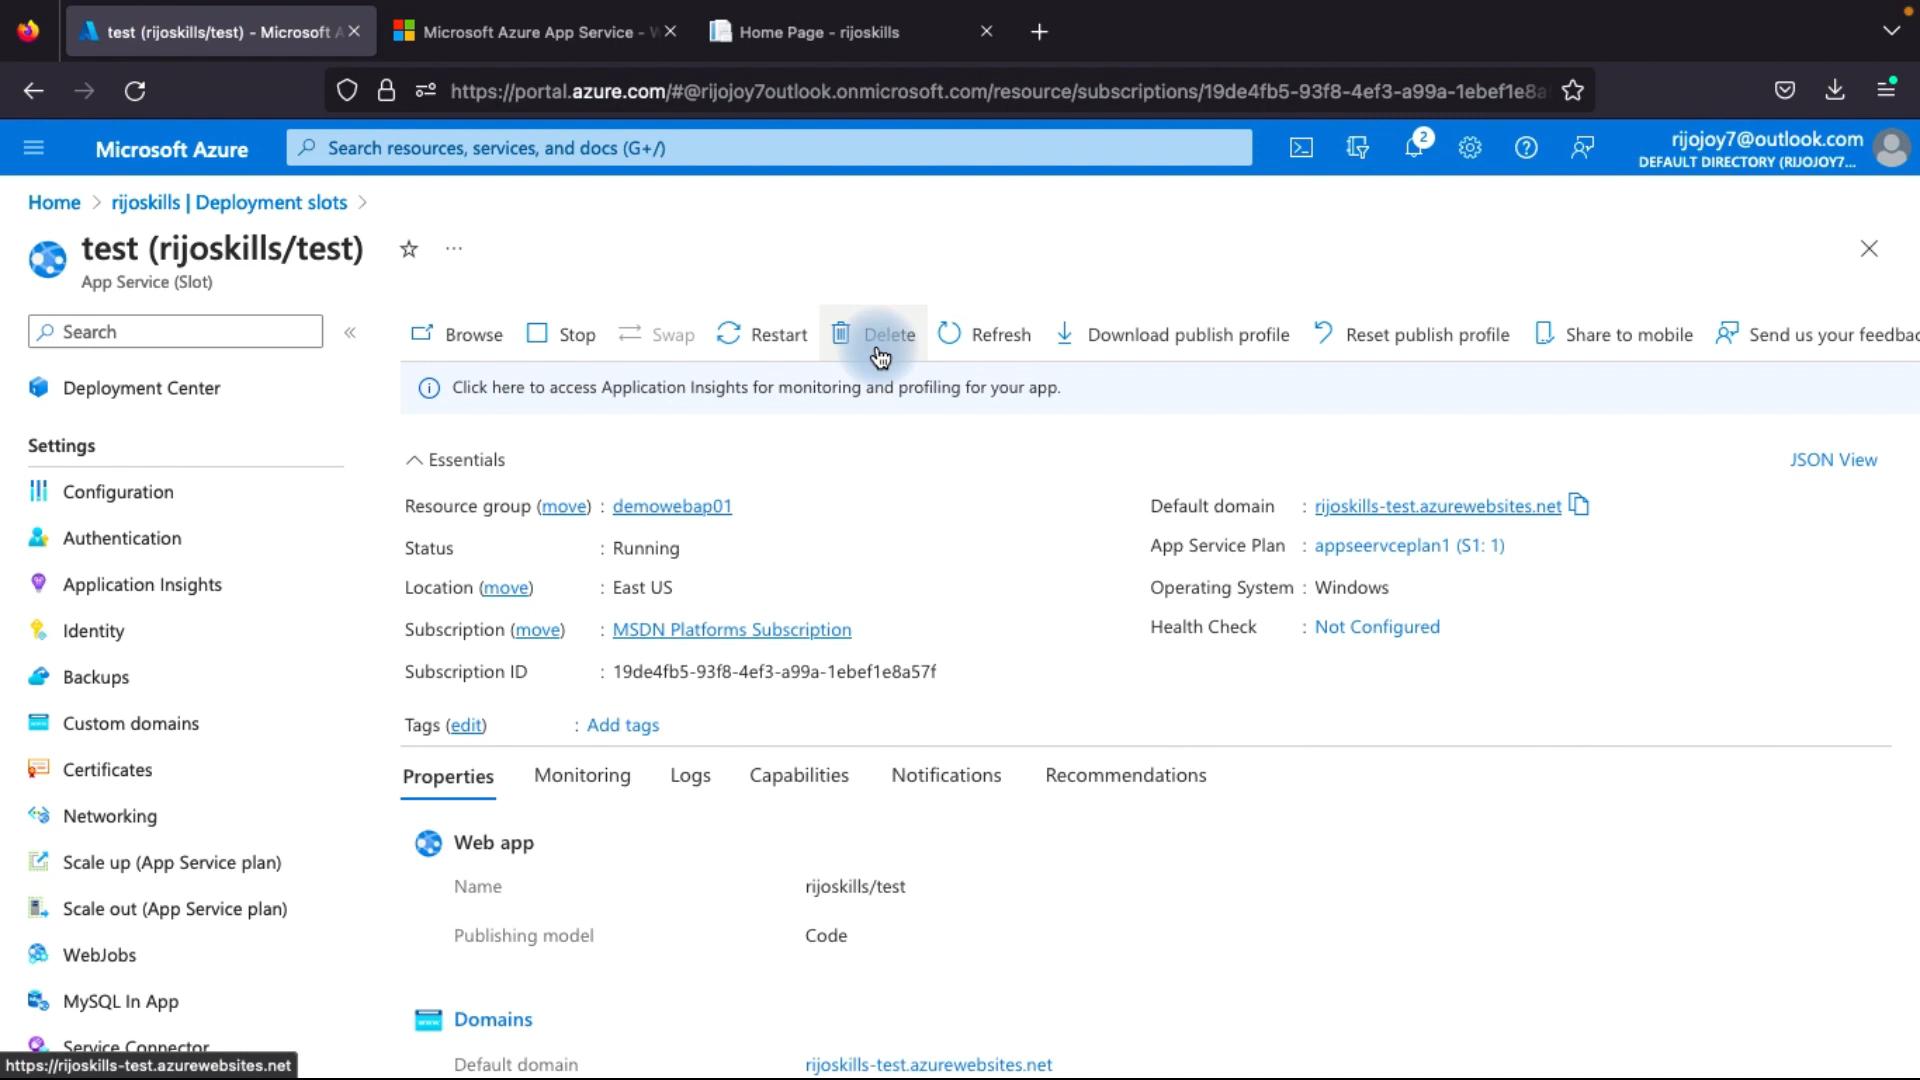 test (rijoskills/test) - Microsoft A
Microsoft Azure App Service - W
Home Page - rijoskills
https://portal.azure.com/#@rijojoy7outlook.onmicrosoft.com/resource/subscriptions/19de4fb5-93f8-4ef3-a99a-1ebef1e8a
Microsoft Azure
Search resources, services, and docs (G+/)
2
rijojoy7@outlook.com
DEFAULT DIRECTORY (RIJOJOY7...
Home > rijoskills | Deployment slots >
test (rijoskills/test)
App Service (Slot)
Search
Browse Stop Swap Restart Delete Refresh Download publish profile Reset publish profile Share to mobile Send us your feedbac
Click here to access Application Insights for monitoring and profiling for your app.
Deployment Center
Settings
Configuration
Authentication
Application Insights
Identity
Backups
Custom domains
Certificates
Networking
Scale up (App Service plan)
Scale out (App Service plan)
WebJobs
MySQL In App
Service Connector
https://rijoskills-test.azurewebsites.net
Essentials
JSON View
Resource group (move) : demowebap01
Status : Running
Location (move) : East US
Subscription (move) : MSDN Platforms Subscription
Subscription ID : 19de4fb5-93f8-4ef3-a99a-1ebef1e8a57f
Tags (edit) : Add tags
Default domain : rijoskills-test.azurewebsites.net
App Service Plan : appseervceplan1 (S1: 1)
Operating System : Windows
Health Check : Not Configured
Properties Monitoring Logs Capabilities Notifications Recommendations
Web app
Name rijoskills/test
Publishing model Code
Domains
Default domain rijoskills-test.azurewebsites.net